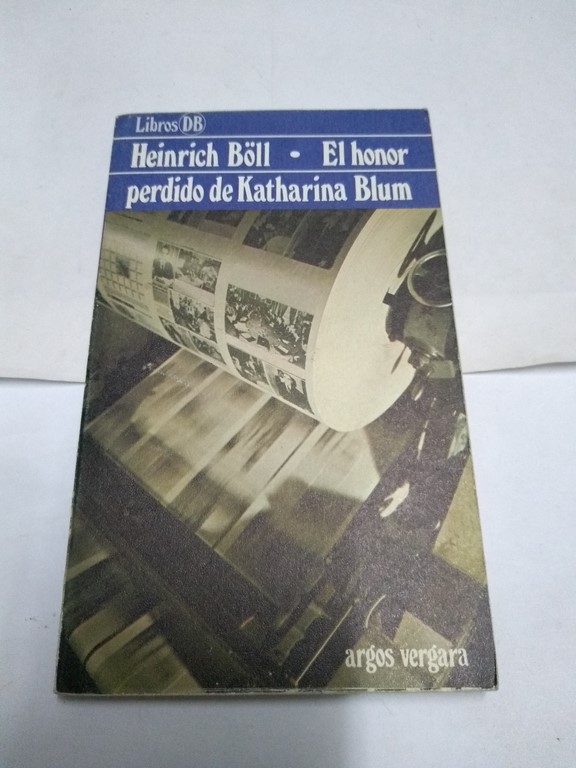 Libros DB
Heinrich Böll • El honor
perdido de Katharina Blum
argos vergara